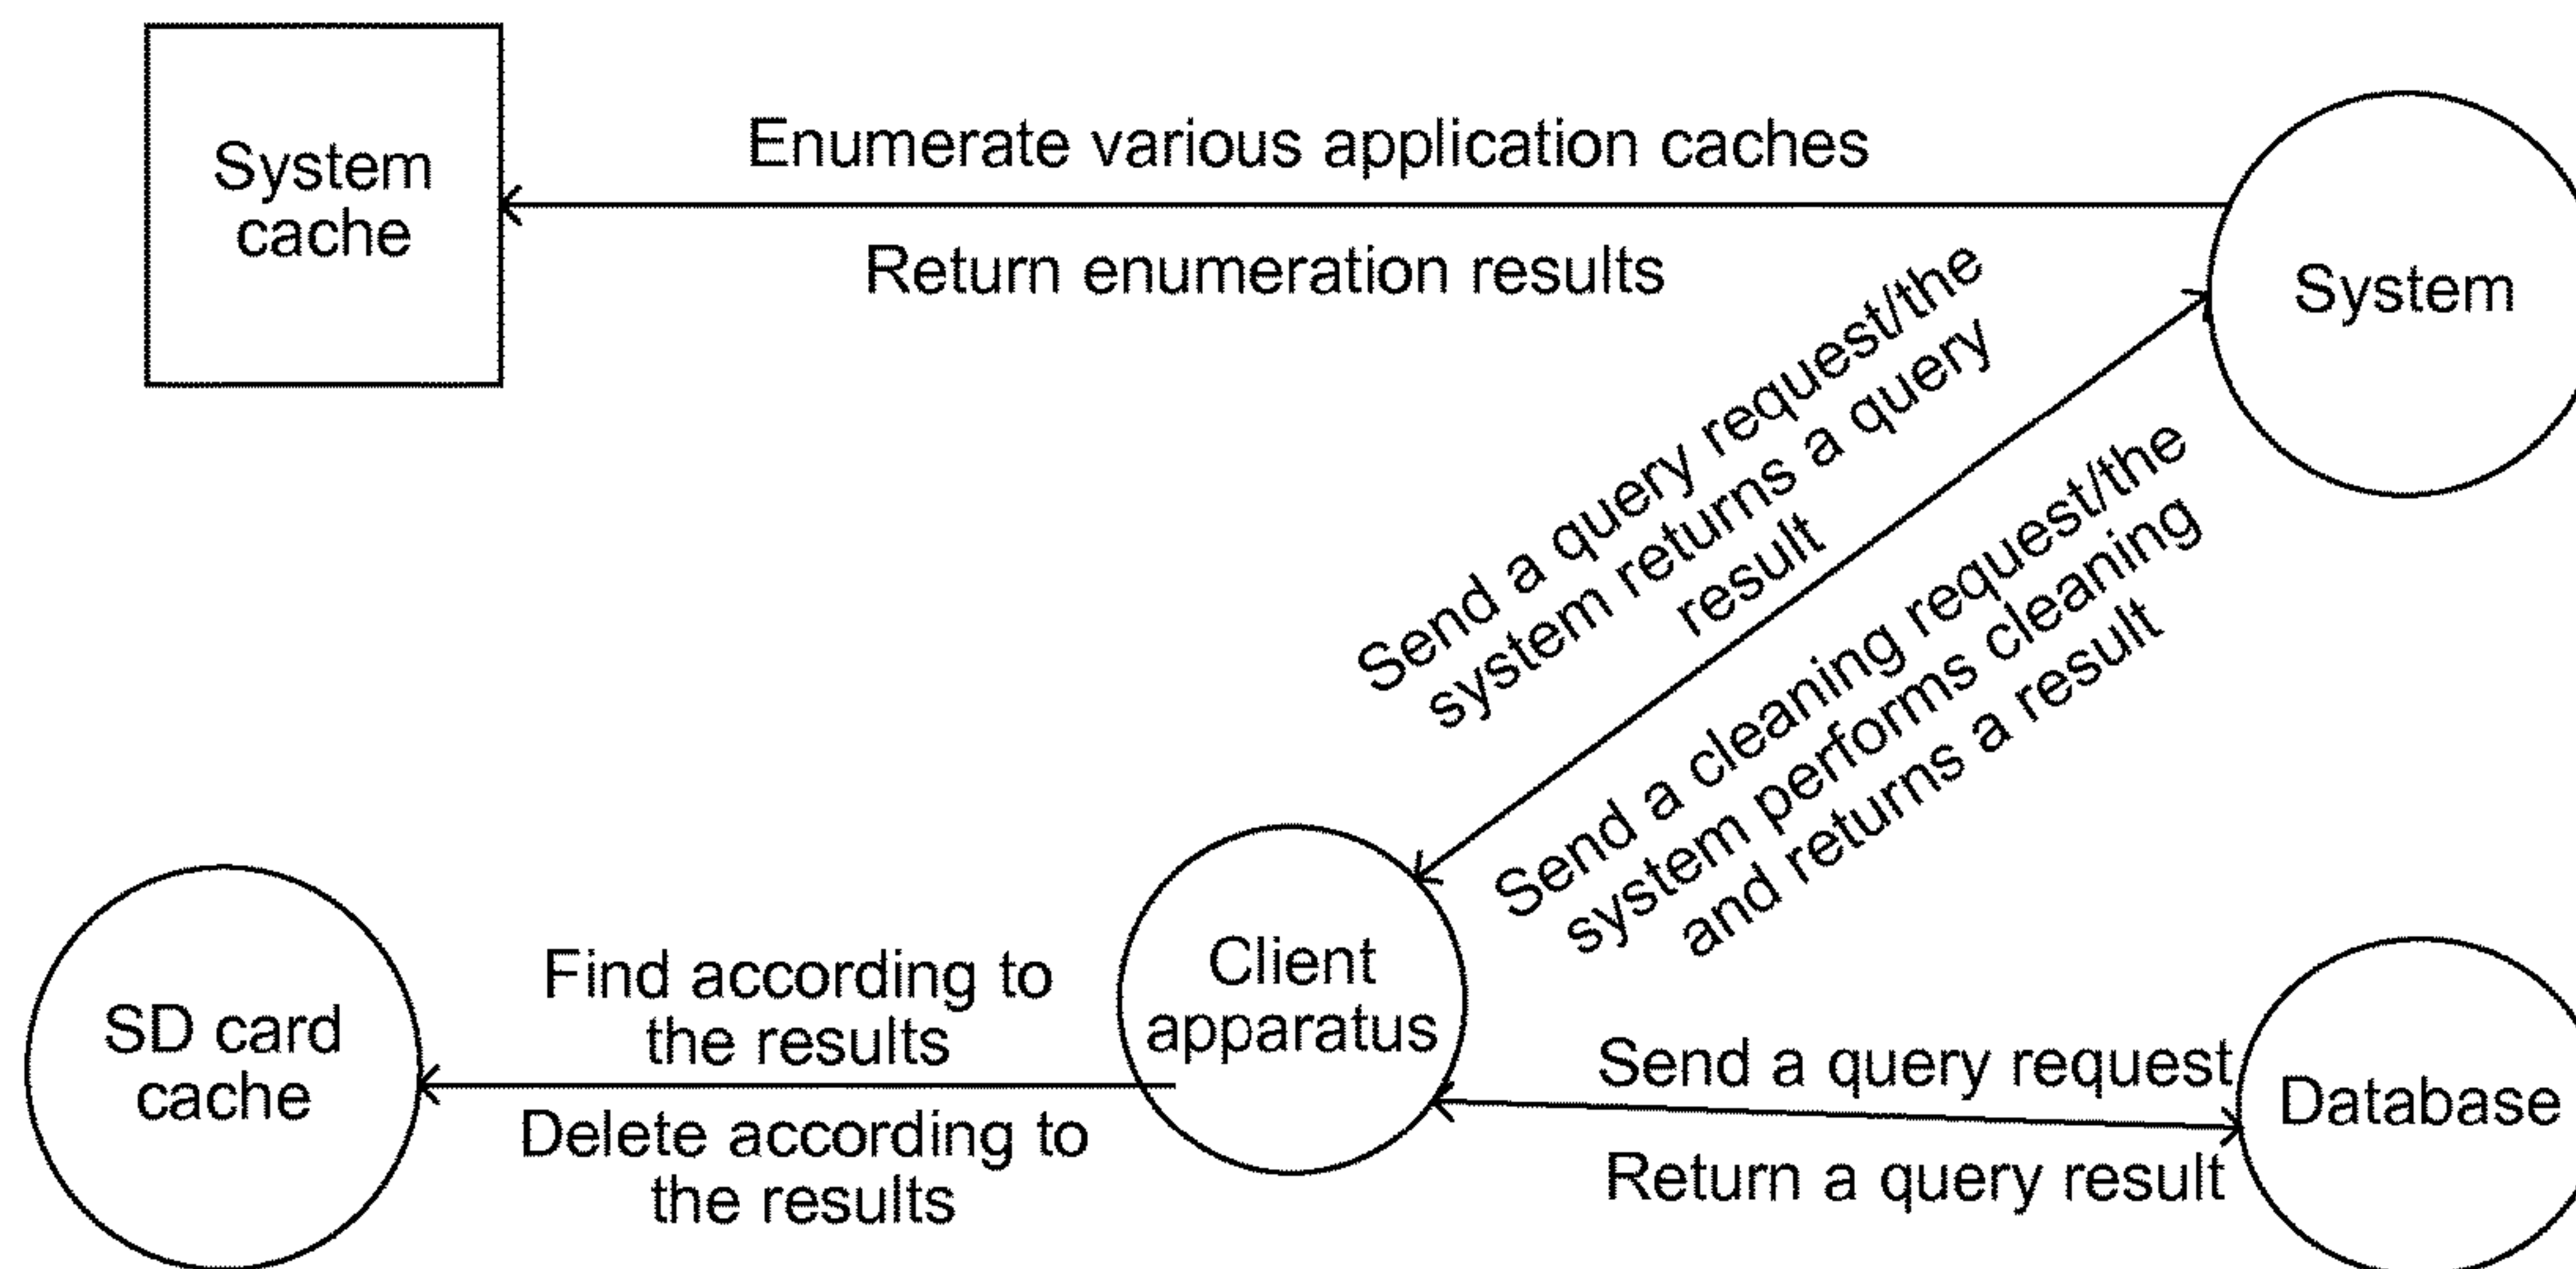 System
cache
Enumerate various application caches
Return enumeration results
System
Send a query request/the
system returns a query
result
Send a cleaning request/the
system performs cleaning
and returns a result
SD card
cache
Find according to
the results
Delete according to
the results
Client
apparatus
Send a query request
Return a query result
Database